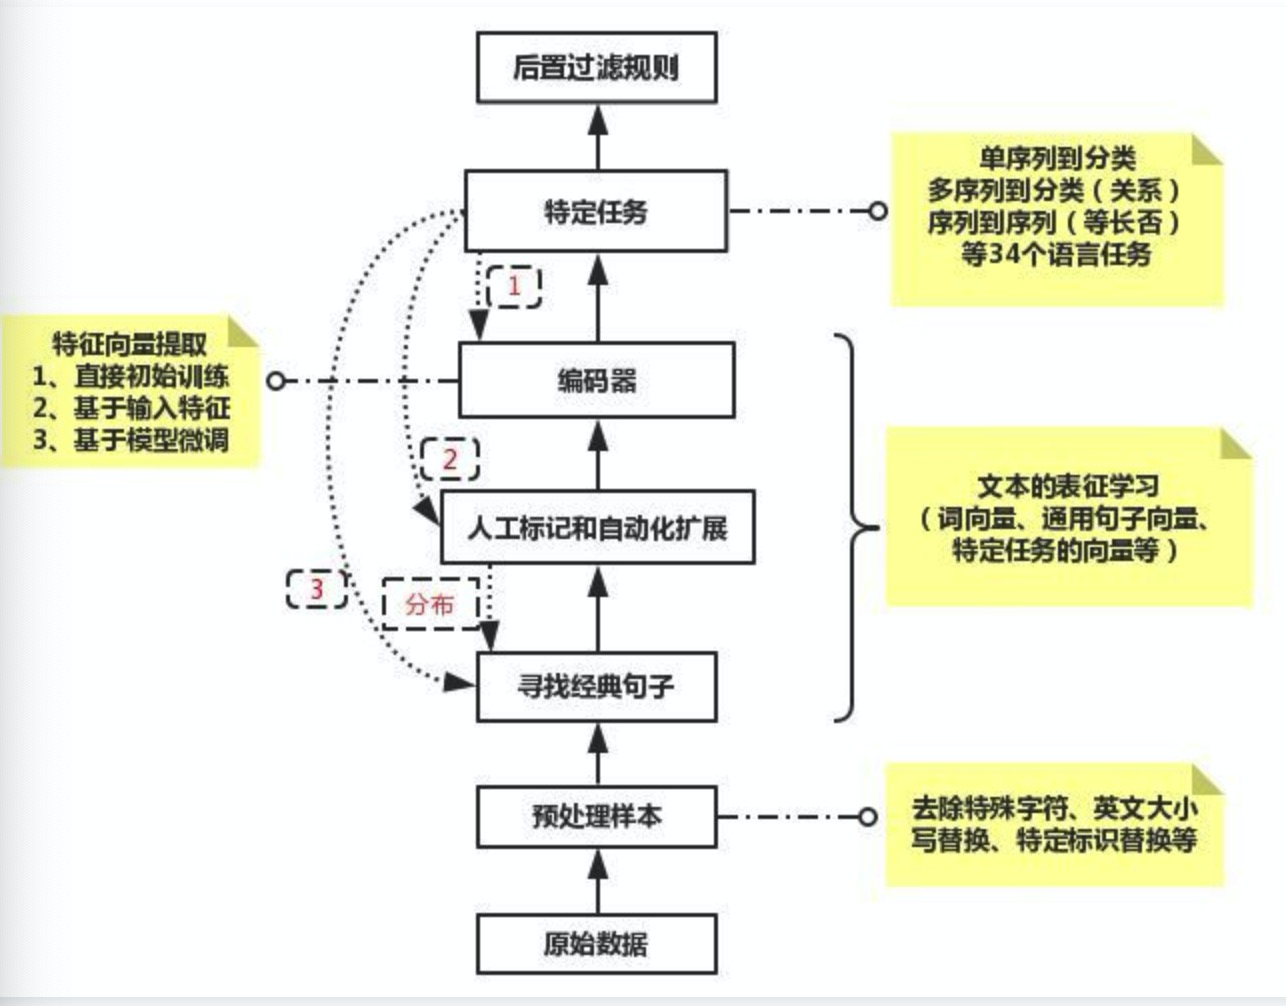 后置过滤规则
特定任务
单序列到分类
多序列到分类（关系）
序列到序列（等长否）
等34个语言任务
1
特征向量提取
1、直接初始训练
2、基于输入特征
3、基于模型微调
编码器
2
人工标记和自动化扩展
文本的表征学习
（词向量、通用句子向量、
特定任务的向量等）
3
分布
寻找经典句子
预处理样本
去除特殊字符、英文大小
写替换、特定标识替换等
原始数据